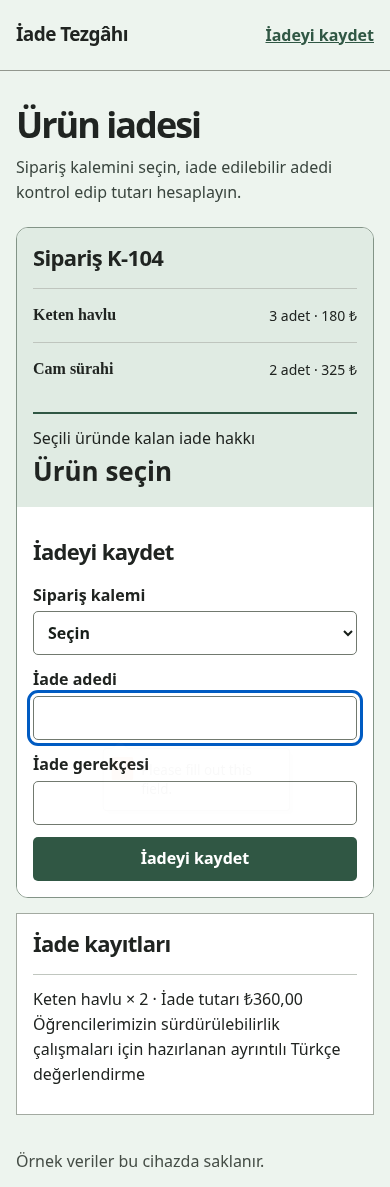 İade Tezgâhı
İadeyi kaydet
Ürün iadesi
Sipariş kalemini seçin, iade edilebilir adedi
kontrol edip tutarı hesaplayın.
Sipariş K-104
Keten havlu
3 adet · 180 ₺
Cam sürahi
2 adet · 325 ₺
Seçili üründe kalan iade hakkı
Ürün seçin
İadeyi kaydet
Sipariş kalemi
Seçin
İade adedi
İade gerekçesi
İadeyi kaydet
İade kayıtları
Keten havlu × 2 · İade tutarı ₺360,00
Öğrencilerimizin sürdürülebilirlik
çalışmaları için hazırlanan ayrıntılı Türkçe
değerlendirme
Örnek veriler bu cihazda saklanır.